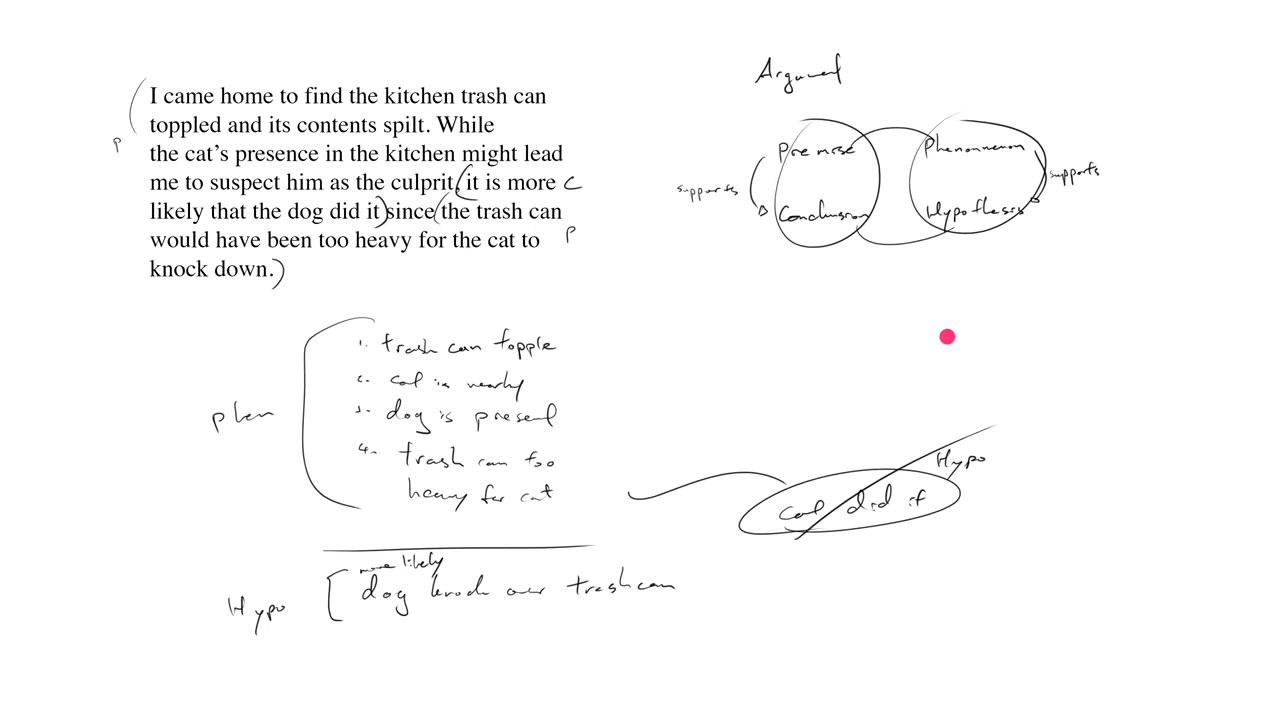 I came home to find the kitchen trash can
toppled and its contents spilt. While
the cat's presence in the kitchen might lead
me to suspect him as the culprit, it is more
likely that the dog did it since the trash can
would have been too heavy for the cat to
knock down.
P
C
P
Argument
Premise
Conclusion
supports
Phenomenon
Hypothesis
supports
Phen
1. trash can topple
2. cat is nearby
3. dog is present
4. trash can too
heavy for cat
Hypo
more likely
dog knock over trashcan
Hypo
cat did it